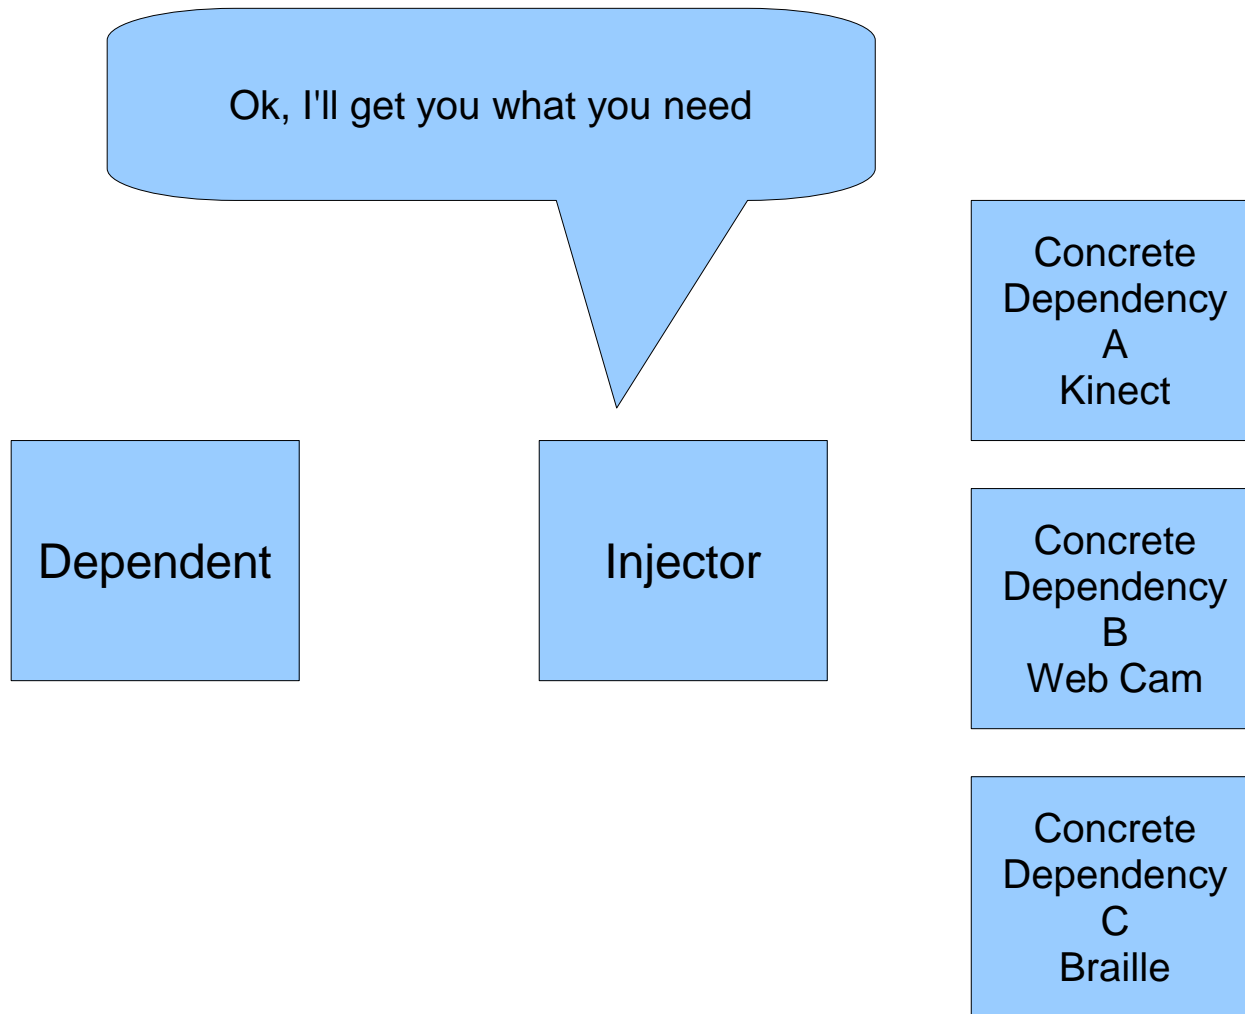 Ok, I'll get you what you need
Concrete
Dependency
A
Kinect
Dependent
Injector
Concrete
Dependency
B
Web Cam
Concrete
Dependency
C
Braille